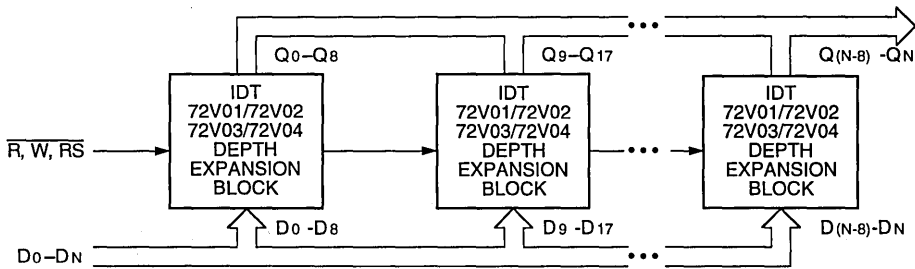 Q0–Q8
Q9–Q17
Q(N-8) -QN
IDT
72V01/72V02
72V03/72V04
DEPTH
EXPANSION
BLOCK
IDT
72V01/72V02
72V03/72V04
DEPTH
EXPANSION
BLOCK
IDT
72V01/72V02
72V03/72V04
DEPTH
EXPANSION
BLOCK
R, W, RS
D0 -D8
D9 -D17
D(N-8)-DN
D0–DN